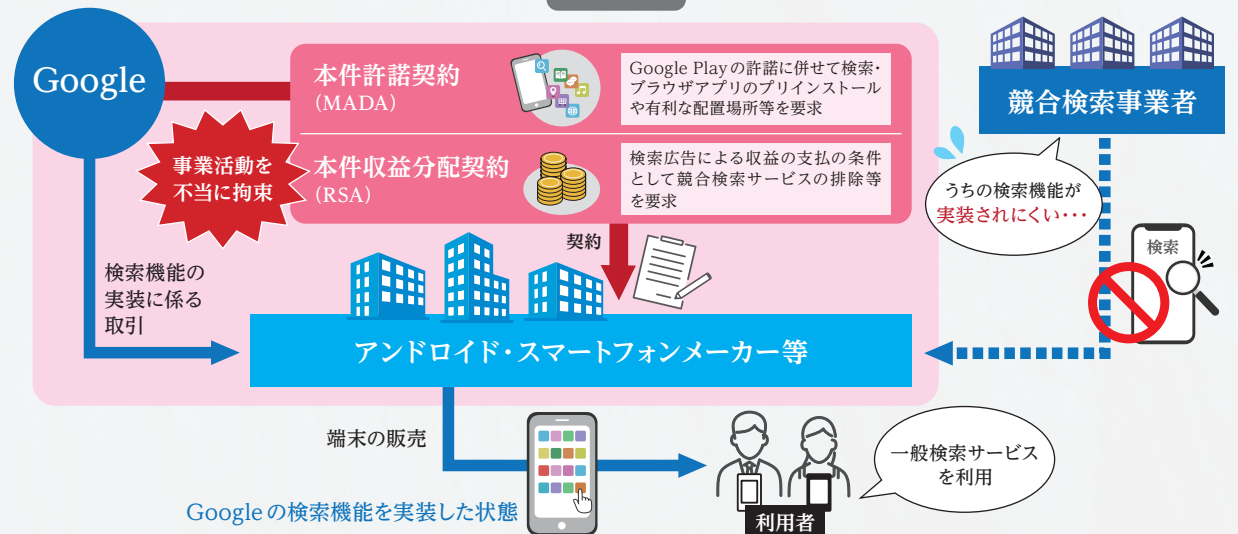 Google
本件許諾契約
（MADA）
Google Playの許諾に併せて検索・
ブラウザアプリのプリインストール
や有利な配置場所等を要求
競合検索事業者
事業活動を
不当に拘束
本件収益分配契約
（RSA）
検索広告による収益の支払の条件
として競合検索サービスの排除等
を要求
うちの検索機能が
実装されにくい・・・
契約
検索
検索機能の
実装に係る
取引
アンドロイド・スマートフォンメーカー等
端末の販売
一般検索サービス
を利用
Googleの検索機能を実装した状態
利用者